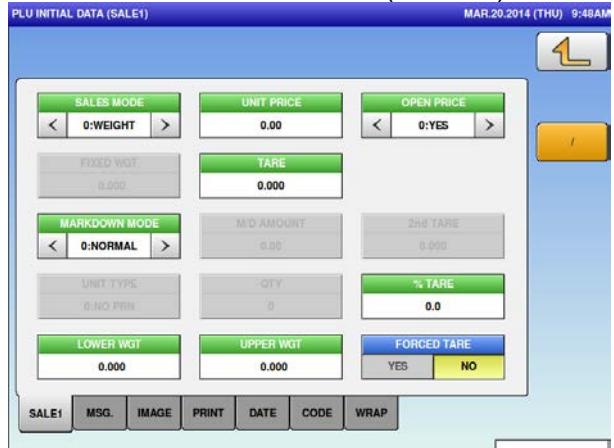 PLU INITIAL DATA (SALE1) MAR.20.2014 (THU) 9:48AM
SALES MODE UNIT PRICE OPEN PRICE
< 0:WEIGHT > 0.00 < 0:YES >
/
FIXED WGT TARE
0.000 0.000
MARKDOWN MODE M/D AMOUNT 2nd TARE
< 0:NORMAL > 0.00 0.000
UNIT TYPE QTY % TARE
0:NO PRN 0 0.0
LOWER WGT UPPER WGT FORCED TARE
0.000 0.000 YES NO
SALE1 MSG. IMAGE PRINT DATE CODE WRAP